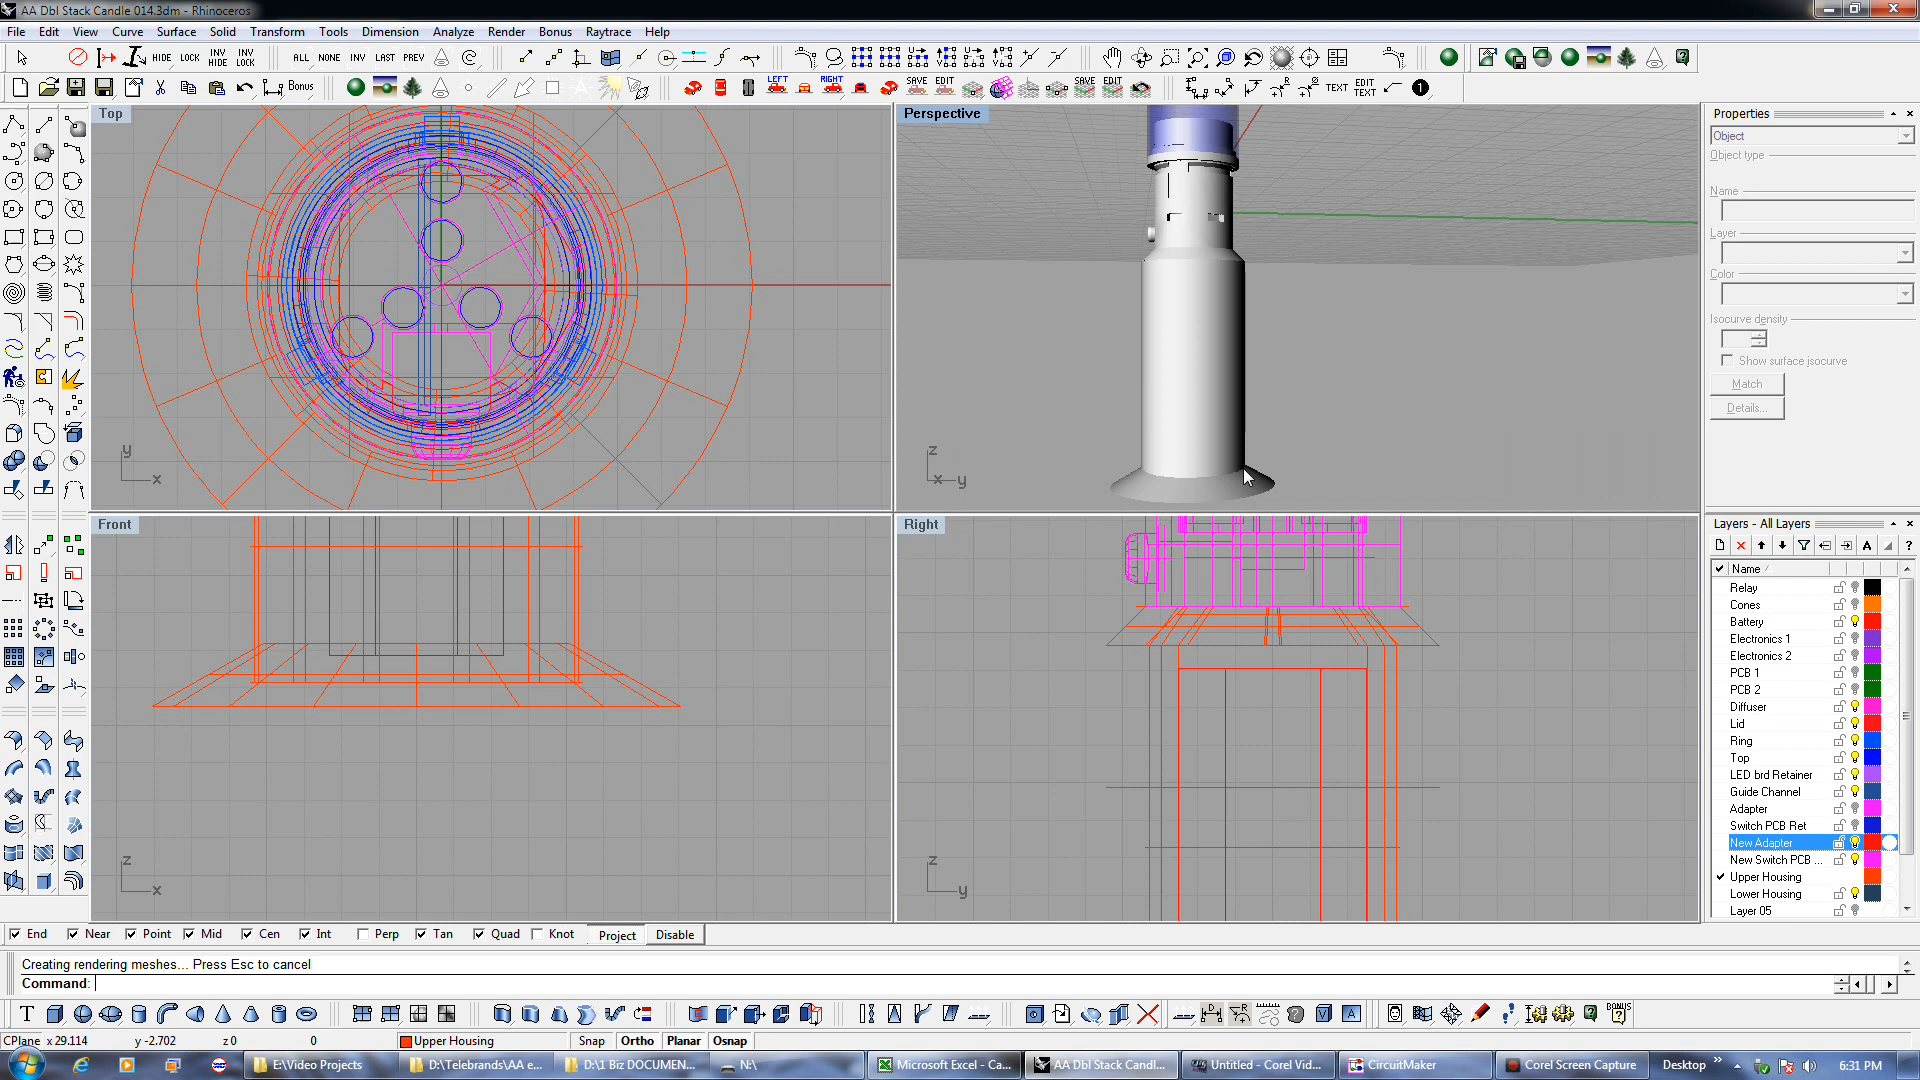 AA Dbl Stack Candle 014.3dm - Rhinoceros
File Edit View Curve Surface Solid Transform Tools Dimension Analyze Render Bonus Raytrace Help
HIDE LOCK INV HIDE INV LOCK ALL NONE INV LAST PREV
Bonus LEFT RIGHT SAVE EDIT SAVE EDIT TEXT EDIT TEXT 1
Top
y
x
Perspective
z
x y
Front
z
x
Right
z
y
Properties
Object
Object type
Name
Layer
Color
Isocurve density
Show surface isocurve
Match
Details...
Layers - All Layers
A ?
Name
Relay
Cones
Battery
Electronics 1
Electronics 2
PCB 1
PCB 2
Diffuser
Lid
Ring
Top
LED brd Retainer
Guide Channel
Adapter
Switch PCB Ret
New Adapter
New Switch PCB ...
Upper Housing
Lower Housing
Layer 05
End Near Point Mid Cen Int Perp Tan Quad Knot Project Disable
Creating rendering meshes... Press Esc to cancel
Command:
T BONUS
CPlane x 29.114 y -2.702 z 0 0 Upper Housing Snap Ortho Planar Osnap
E:\Video Projects D:\Telebrands\AA e... D:\1 Biz DOCUMEN... N:\ Microsoft Excel - Ca... AA Dbl Stack Candl... Untitled - Corel Vid... CircuitMaker Corel Screen Capture Desktop 6:31 PM